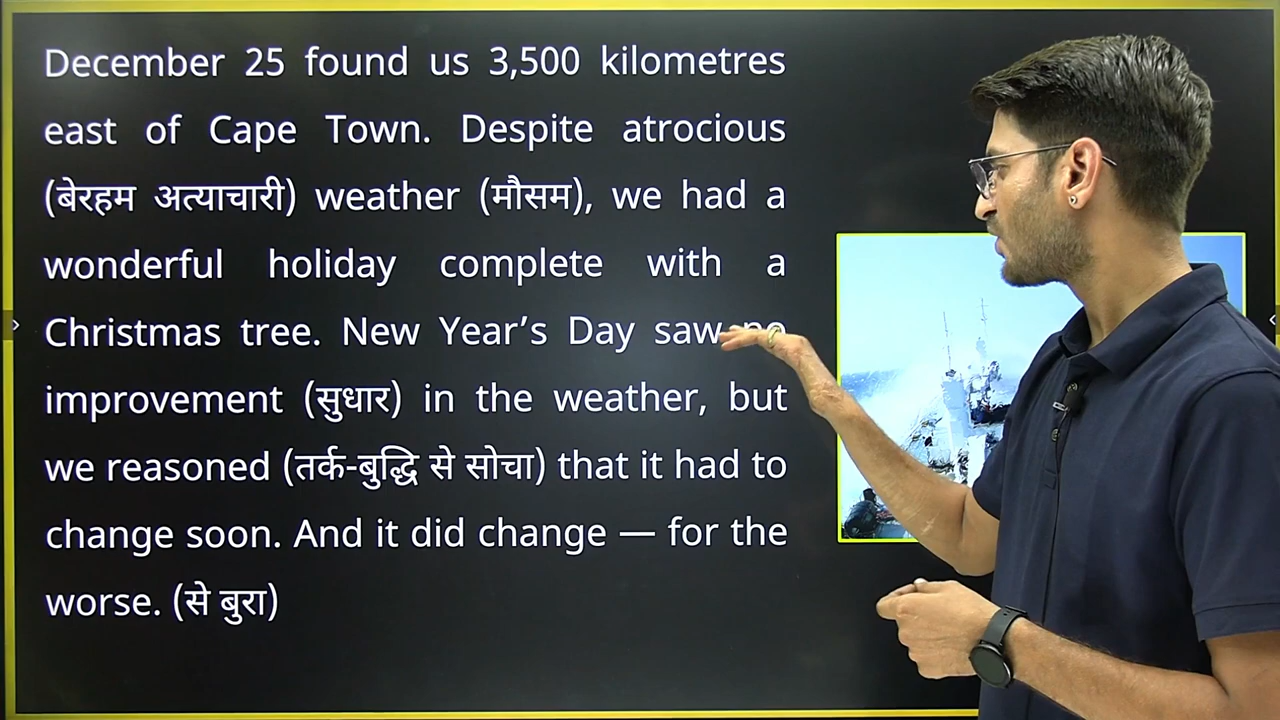 December 25 found us 3,500 kilometres
east of Cape Town. Despite atrocious
(बेरहम अत्याचारी) weather (मौसम), we had a
wonderful holiday complete with a
Christmas tree. New Year's Day saw no
improvement (सुधार) in the weather, but
we reasoned (तर्क-बुद्धि से सोचा) that it had to
change soon. And it did change — for the
worse. (से बुरा)